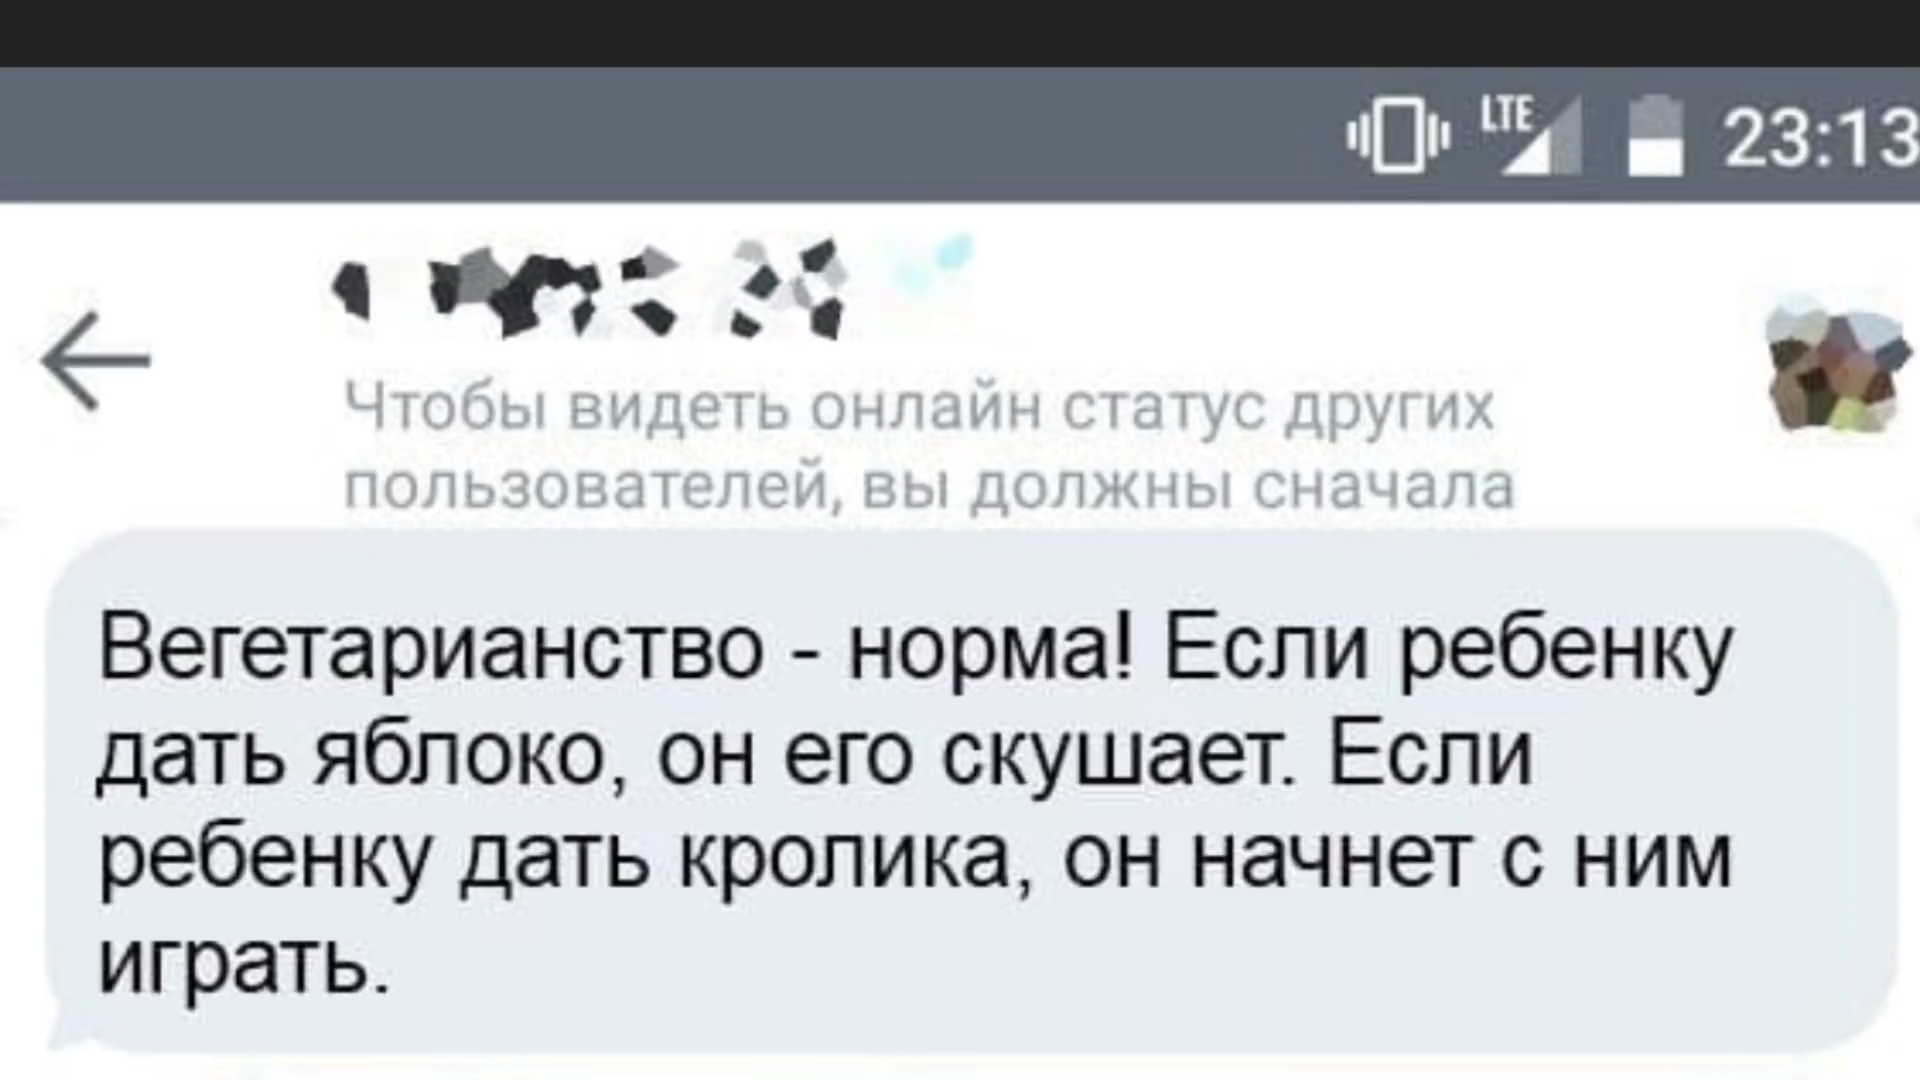 LTE 23:13
Чтобы видеть онлайн статус других
пользователей, вы должны сначала
Вегетарианство - норма! Если ребенку
дать яблоко, он его скушает. Если
ребенку дать кролика, он начнет с ним
играть.